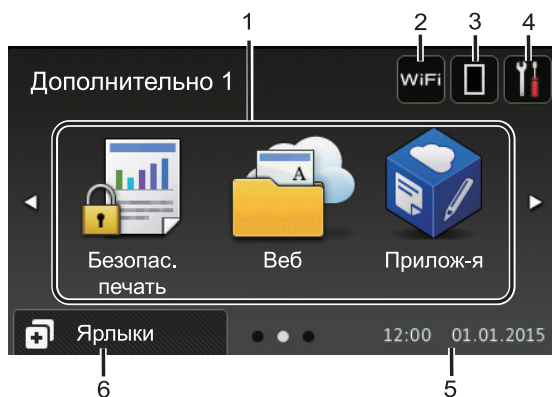 1 2 3 4
Дополнительно 1
WiFi
A
Безопас. печать
Веб
Прилож-я
Ярлыки
12:00 01.01.2015
6 5